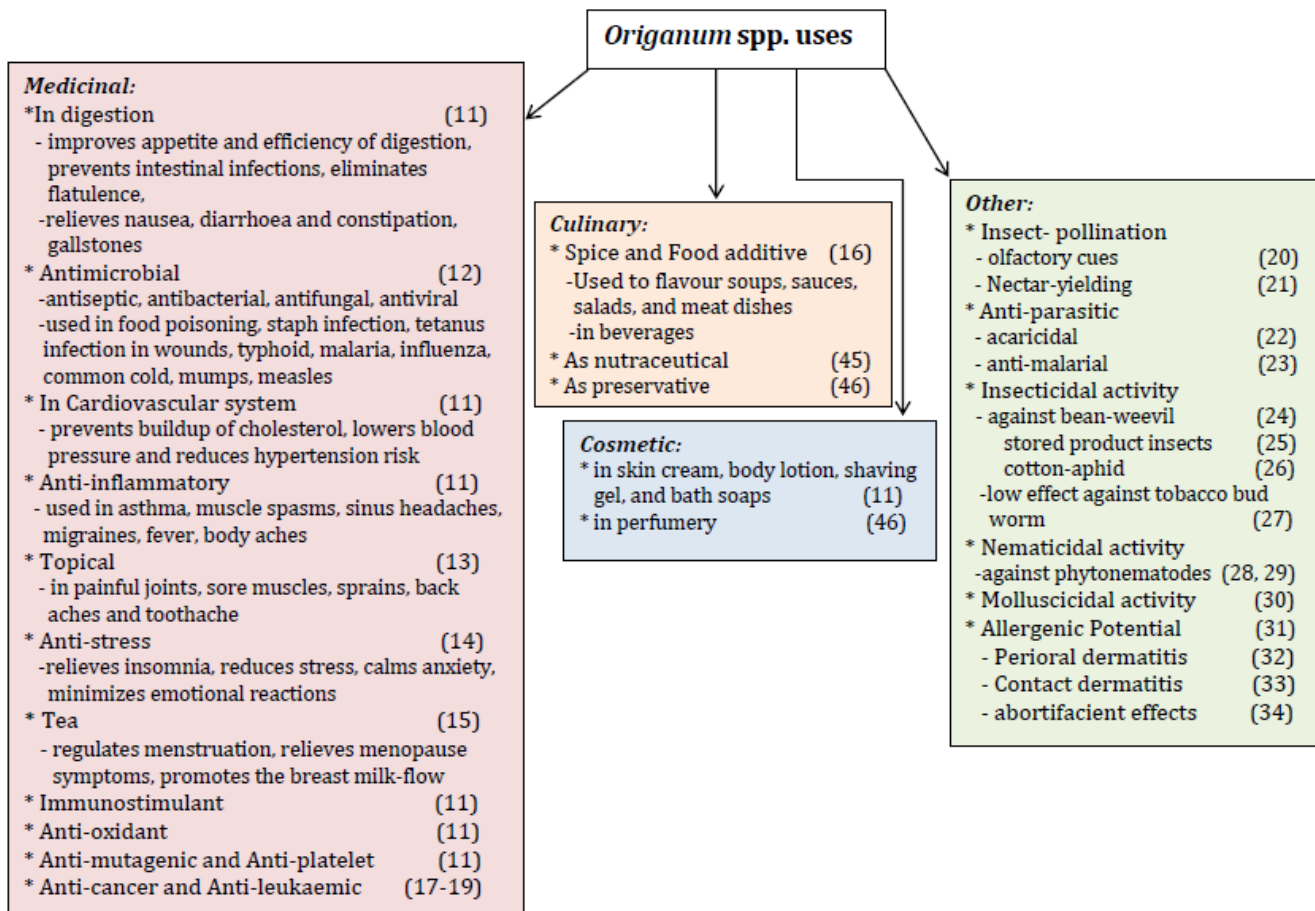 Origanum spp. uses
Medicinal:
*In digestion (11)
- improves appetite and efficiency of digestion,
prevents intestinal infections, eliminates
flatulence,
-relieves nausea, diarrhoea and constipation,
gallstones
* Antimicrobial (12)
-antiseptic, antibacterial, antifungal, antiviral
-used in food poisoning, staph infection, tetanus
infection in wounds, typhoid, malaria, influenza,
common cold, mumps, measles
* In Cardiovascular system (11)
- prevents buildup of cholesterol, lowers blood
pressure and reduces hypertension risk
* Anti-inflammatory (11)
- used in asthma, muscle spasms, sinus headaches,
migraines, fever, body aches
* Topical (13)
- in painful joints, sore muscles, sprains, back
aches and toothache
* Anti-stress (14)
-relieves insomnia, reduces stress, calms anxiety,
minimizes emotional reactions
* Tea (15)
- regulates menstruation, relieves menopause
symptoms, promotes the breast milk-flow
* Immunostimulant (11)
* Anti-oxidant (11)
* Anti-mutagenic and Anti-platelet (11)
* Anti-cancer and Anti-leukaemic (17-19)
Culinary:
* Spice and Food additive (16)
-Used to flavour soups, sauces,
salads, and meat dishes
-in beverages
* As nutraceutical (45)
* As preservative (46)
Cosmetic:
* in skin cream, body lotion, shaving
gel, and bath soaps (11)
* in perfumery (46)
Other:
* Insect- pollination
- olfactory cues (20)
- Nectar-yielding (21)
* Anti-parasitic
- acaricidal (22)
- anti-malarial (23)
* Insecticidal activity
- against bean-weevil (24)
stored product insects (25)
cotton-aphid (26)
-low effect against tobacco bud
worm (27)
* Nematicidal activity
-against phytonematodes (28, 29)
* Molluscicidal activity (30)
* Allergenic Potential (31)
- Perioral dermatitis (32)
- Contact dermatitis (33)
- abortifacient effects (34)